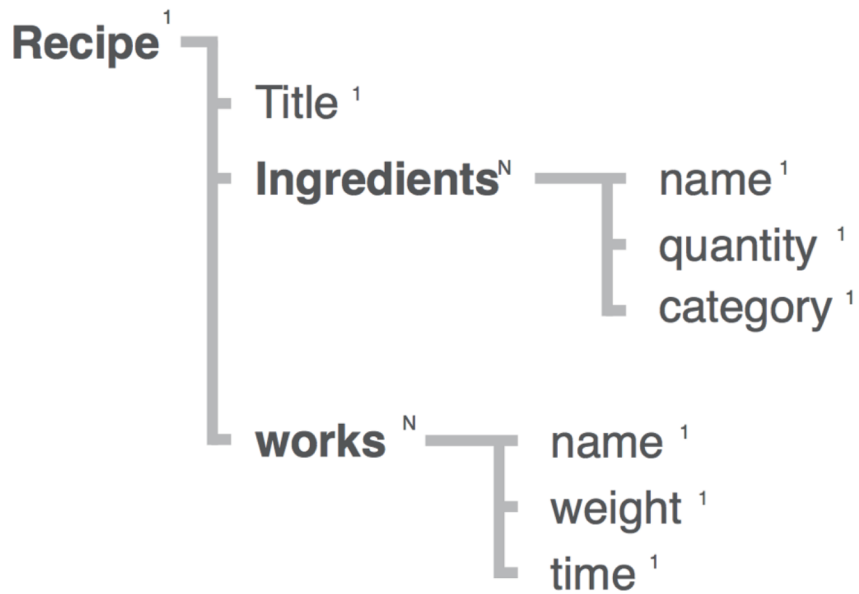 Recipe 1
Title 1
Ingredients N
name 1
quantity 1
category 1
works N
name 1
weight 1
time 1